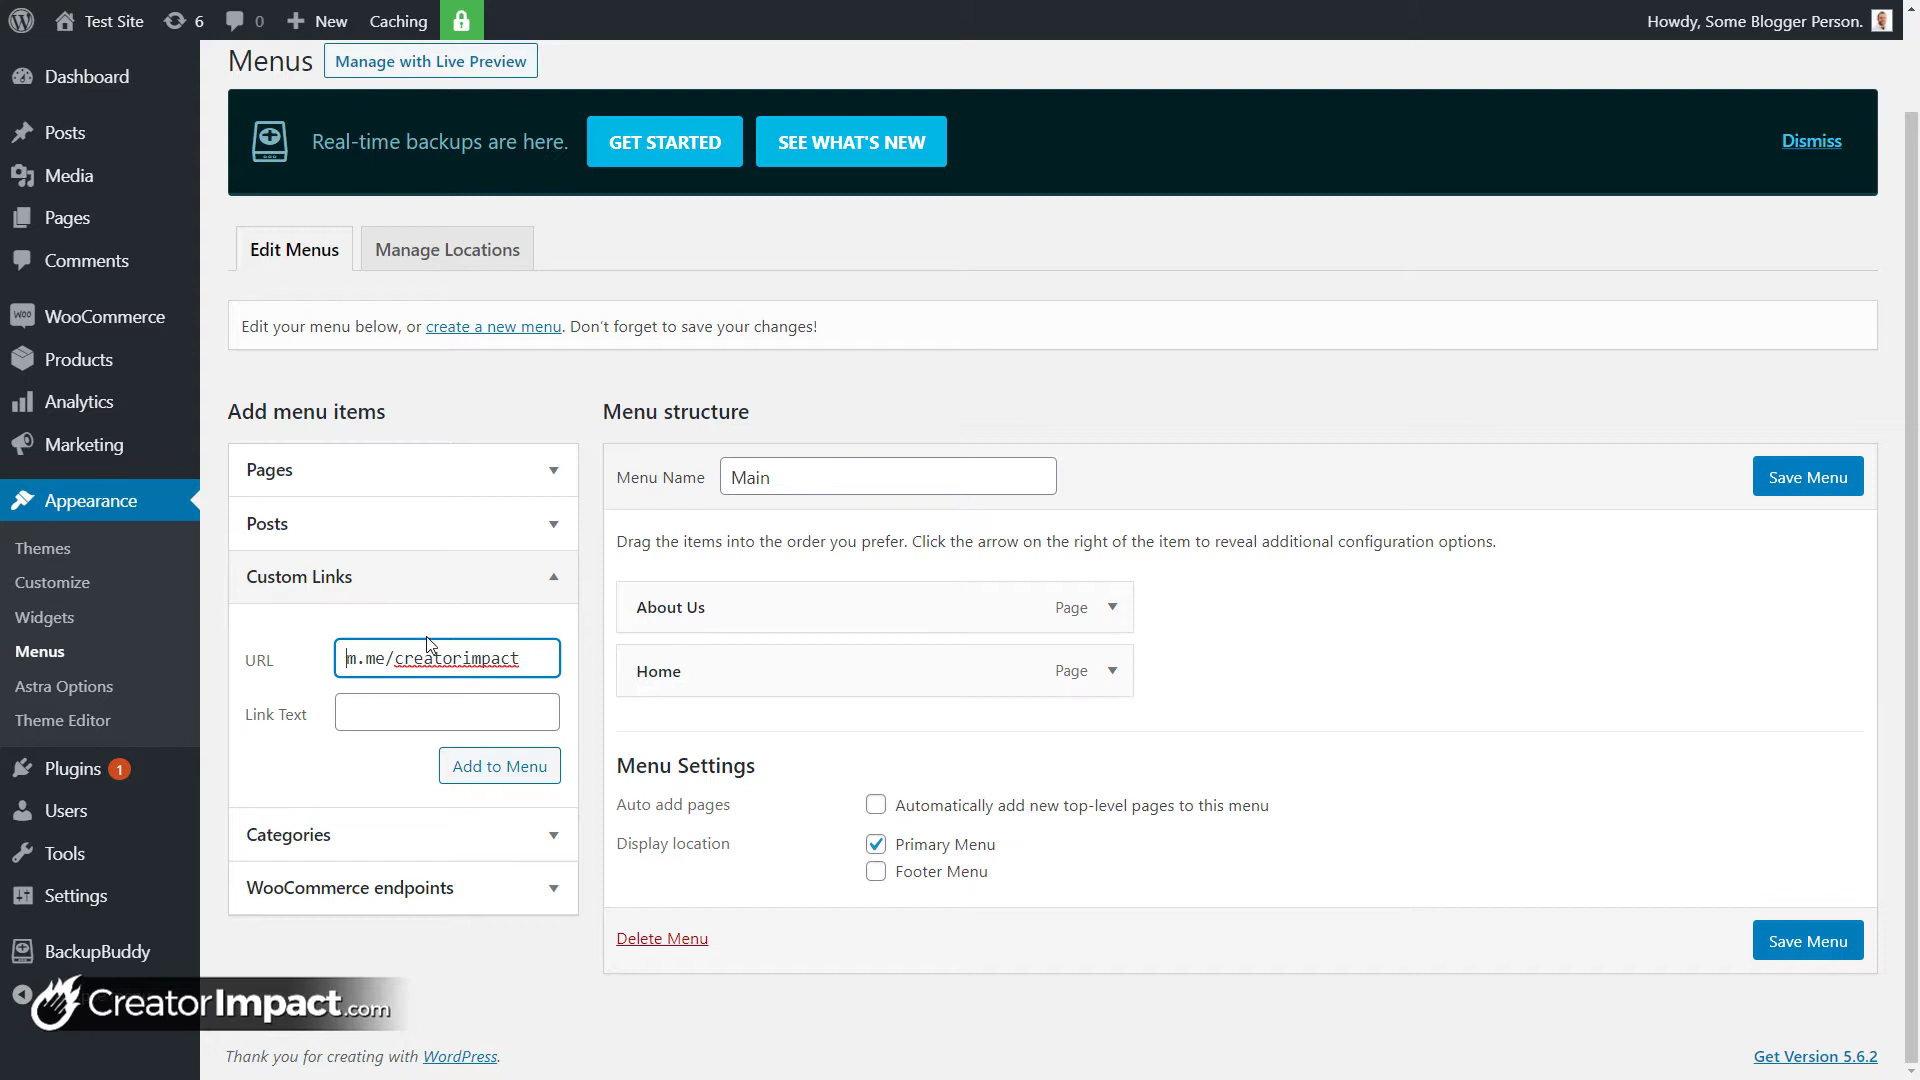 Test Site
6
0
New
Caching
Howdy, Some Blogger Person.
Dashboard
Posts
Media
Pages
Comments
WooCommerce
Products
Analytics
Marketing
Appearance
Themes
Customize
Widgets
Menus
Astra Options
Theme Editor
Plugins 1
Users
Tools
Settings
BackupBuddy
CreatorImpact.com
Menus
Manage with Live Preview
Real-time backups are here.
GET STARTED
SEE WHAT'S NEW
Dismiss
Edit Menus
Manage Locations
Edit your menu below, or create a new menu. Don't forget to save your changes!
Add menu items
Pages
Posts
Custom Links
URL
m.me/creatorimpact
Link Text
Add to Menu
Categories
WooCommerce endpoints
Menu structure
Menu Name
Main
Save Menu
Drag the items into the order you prefer. Click the arrow on the right of the item to reveal additional configuration options.
About Us
Page
Home
Page
Menu Settings
Auto add pages
Automatically add new top-level pages to this menu
Display location
Primary Menu
Footer Menu
Delete Menu
Save Menu
Thank you for creating with WordPress.
Get Version 5.6.2